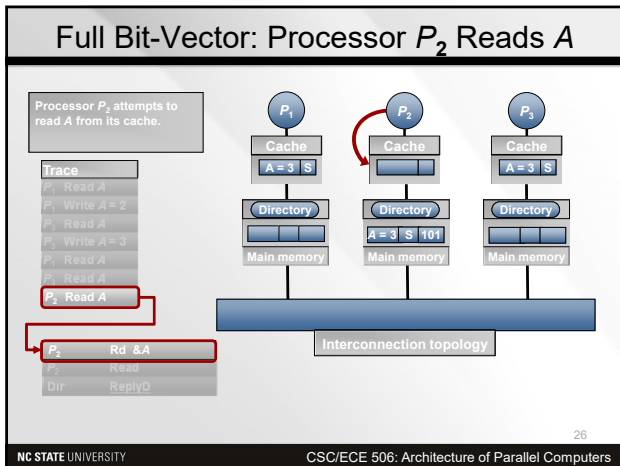 Full Bit-Vector: Processor P₂ Reads A
Processor P₂ attempts to
read A from its cache.
Trace
P₁ Read A
P₁ Write A = 2
P₁ Read A
P₁ Write A = 3
P₁ Read A
P₁ Read A
P₂ Read A
P₂ Rd &A
P₂ Read
Dir ReplyD
P₁
Cache
A = 3 S
Directory
Main memory
P₂
Cache
Directory
A = 3 S 101
Main memory
P₃
Cache
A = 3 S
Directory
Main memory
Interconnection topology
26
NC STATE UNIVERSITY
CSC/ECE 506: Architecture of Parallel Computers